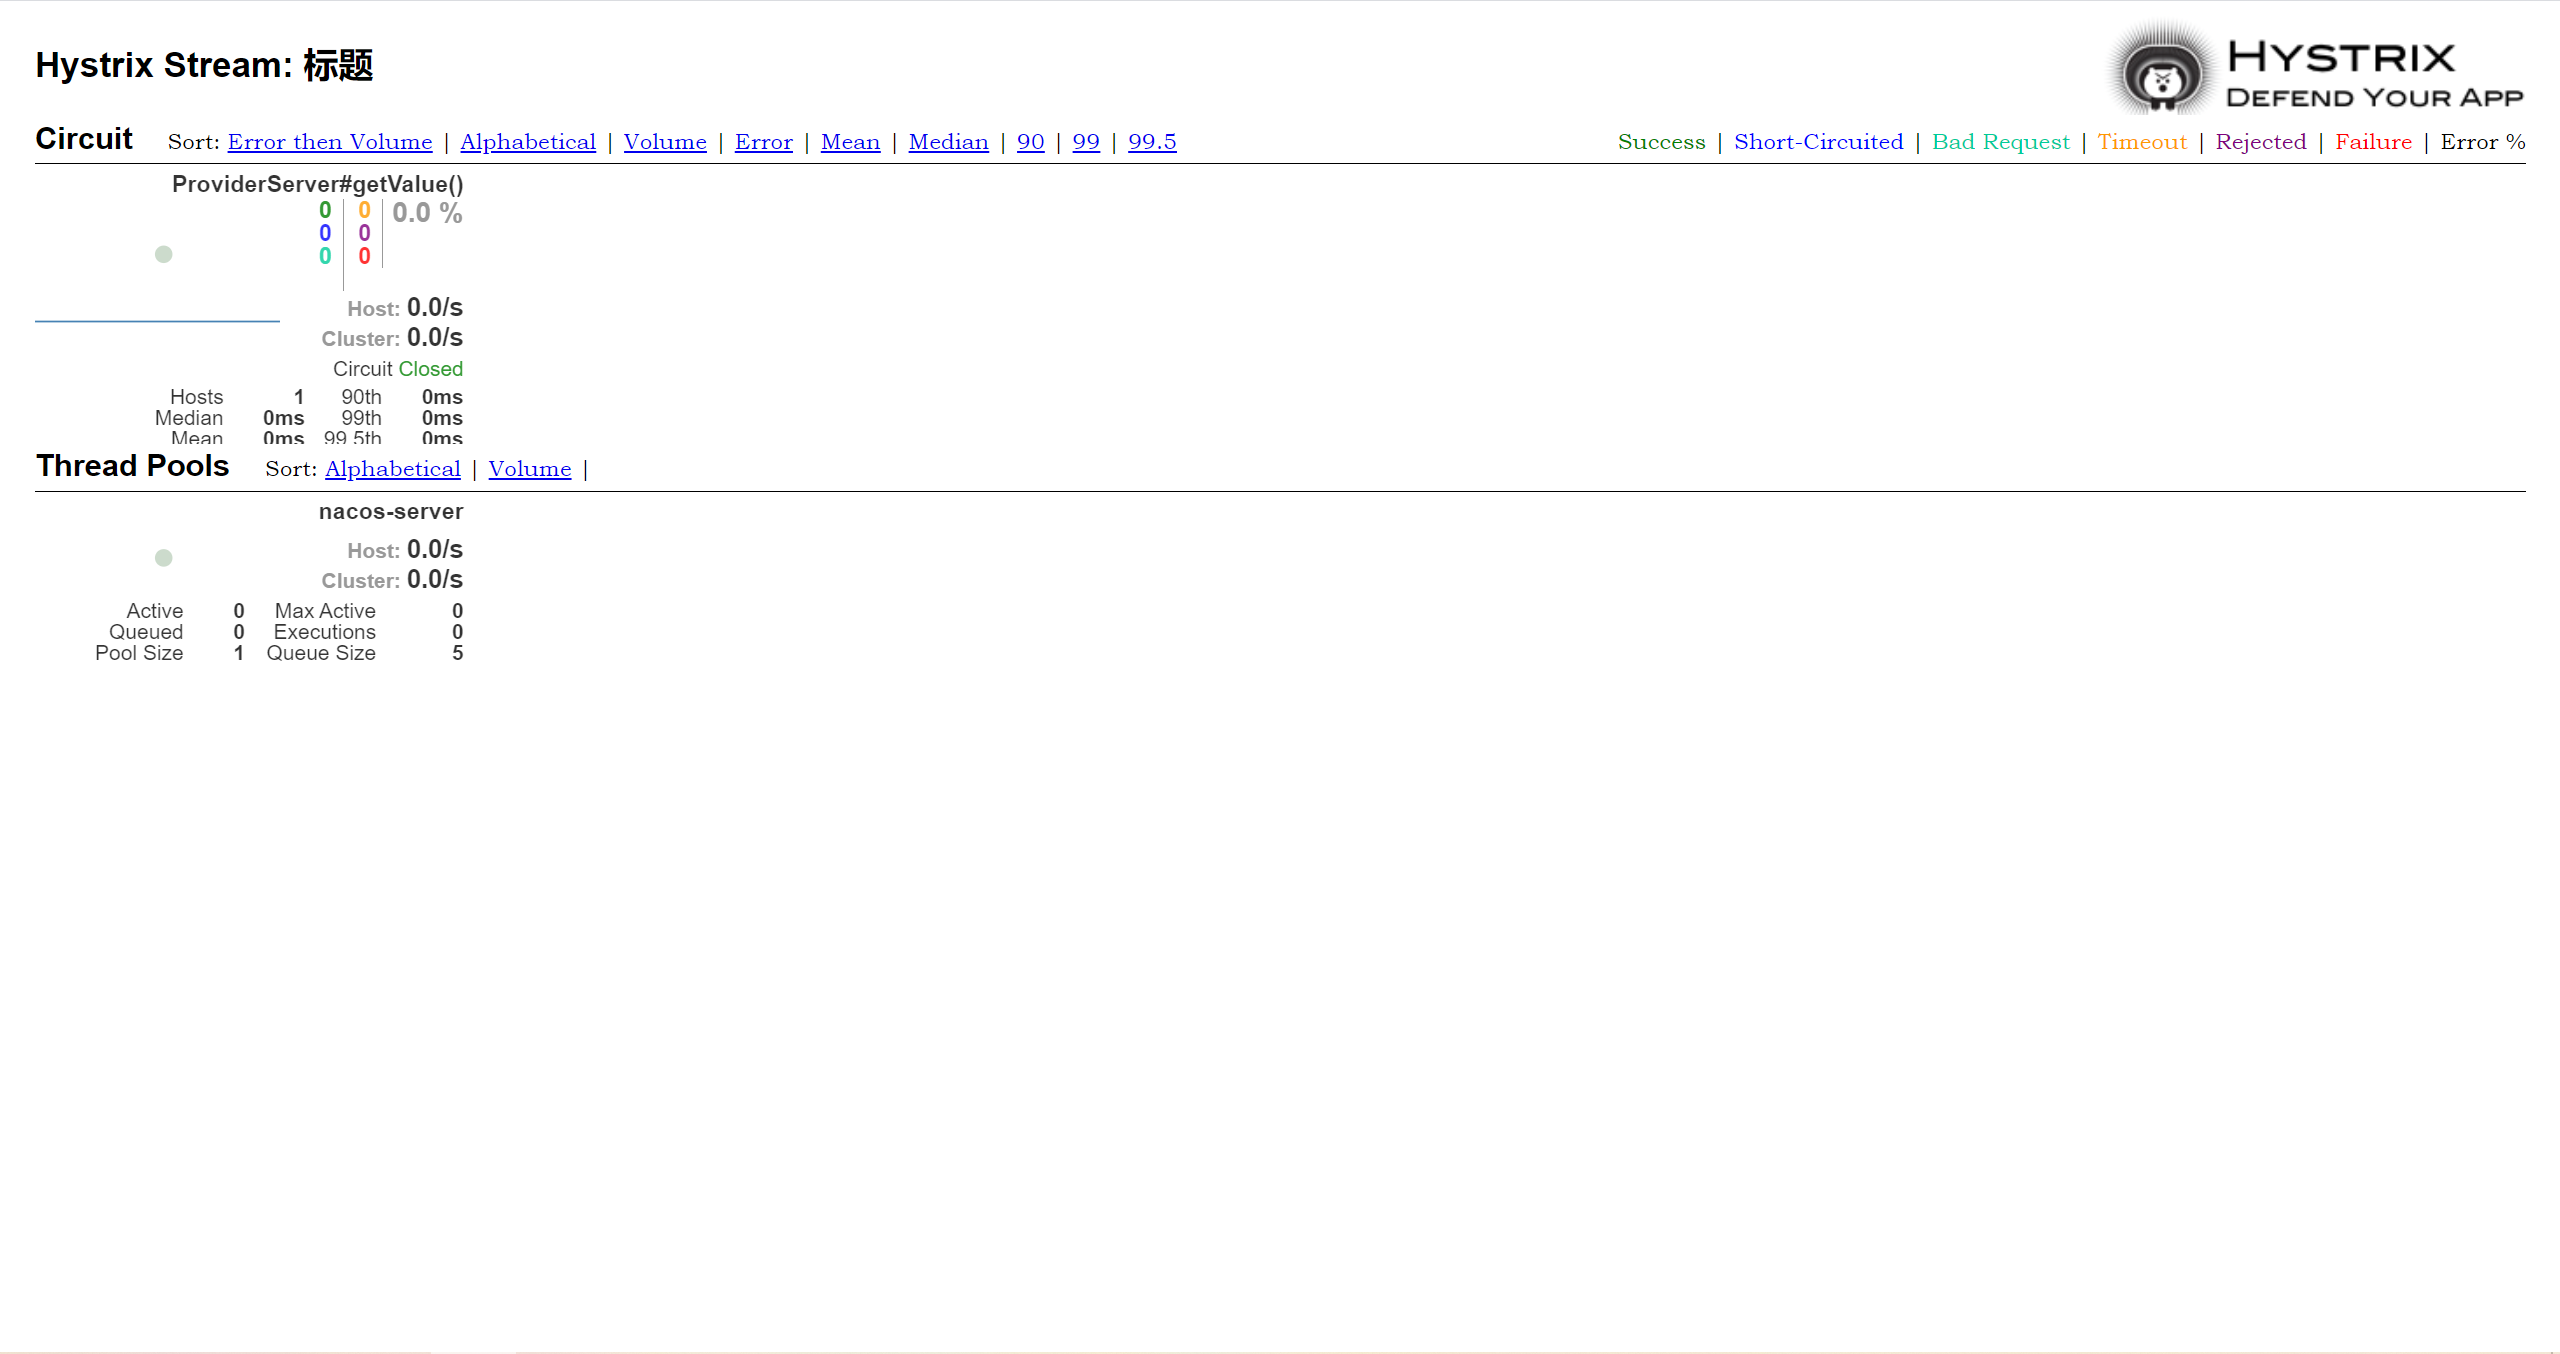 Hystrix Stream: 标题
HYSTRIX
DEFEND YOUR APP
Circuit Sort: Error then Volume | Alphabetical | Volume | Error | Mean | Median | 90 | 99 | 99.5
Success | Short-Circuited | Bad Request | Timeout | Rejected | Failure | Error %
ProviderServer#getValue()
0 0 0.0 %
0 0
0 0
Host: 0.0/s
Cluster: 0.0/s
Circuit Closed
Hosts 1 90th 0ms
Median 0ms 99th 0ms
Mean 0ms 99.5th 0ms
Thread Pools Sort: Alphabetical | Volume |
nacos-server
Host: 0.0/s
Cluster: 0.0/s
Active 0 Max Active 0
Queued 0 Executions 0
Pool Size 1 Queue Size 5